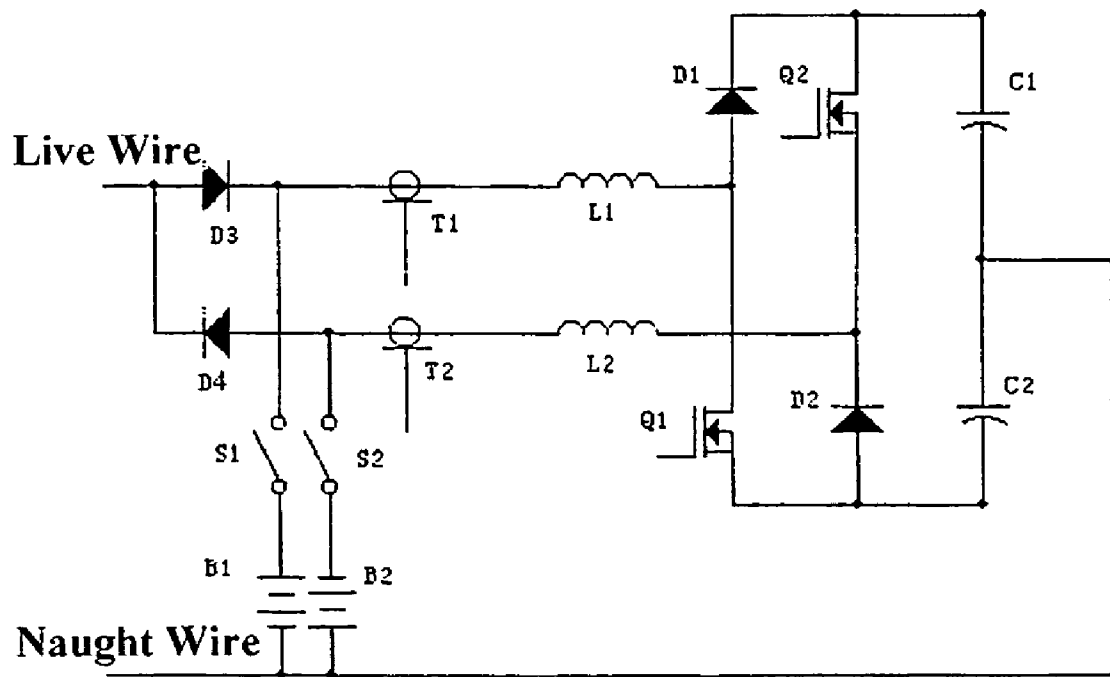 D1
Q2
C1
Live Wire
D3
T1
L1
D4
T2
L2
Q1
D2
C2
S1
S2
B1
B2
Naught Wire